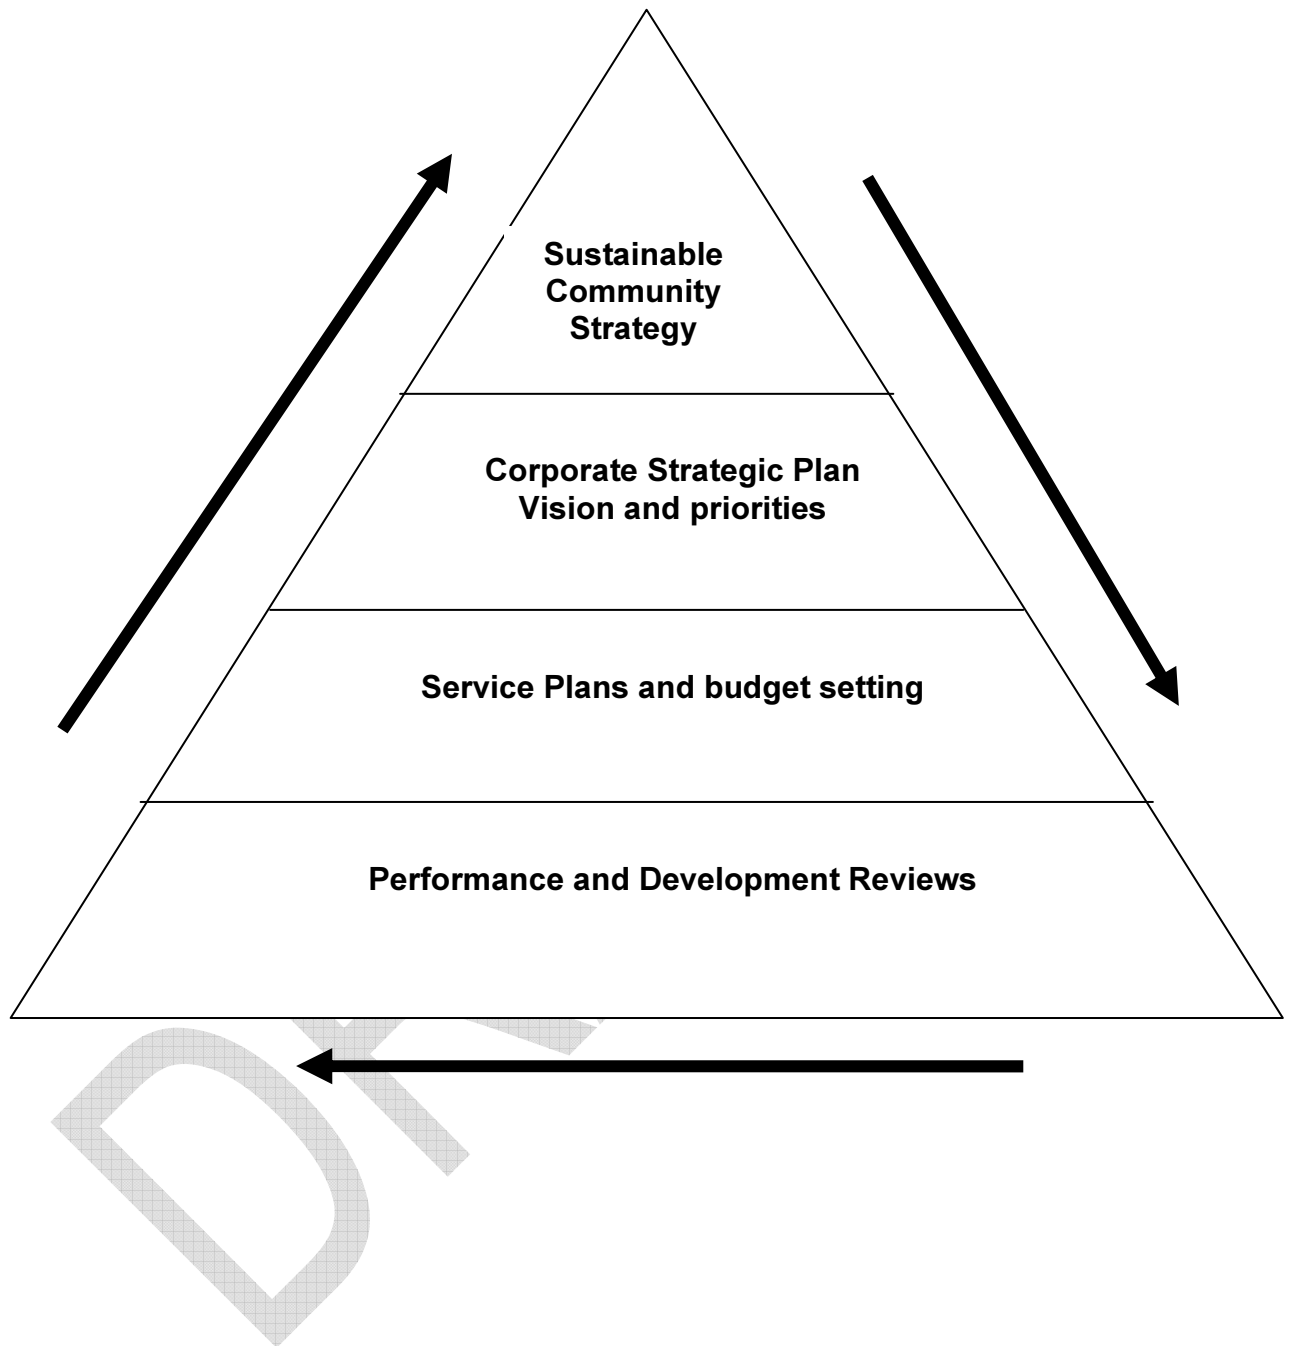 Sustainable
Community
Strategy
Corporate Strategic Plan
Vision and priorities
Service Plans and budget setting
Performance and Development Reviews